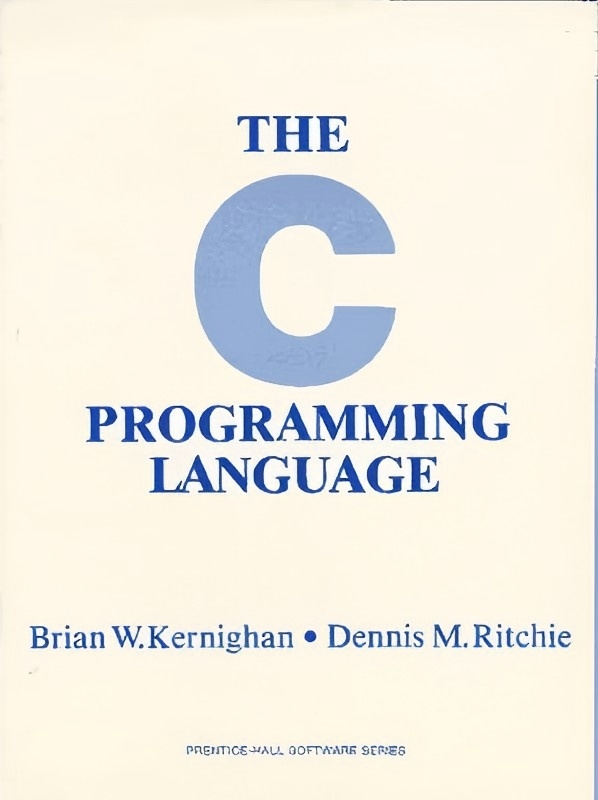 THE
C
PROGRAMMING
LANGUAGE
Brian W. Kernighan • Dennis M. Ritchie
PRENTICE-HALL SOFTWARE SERIES